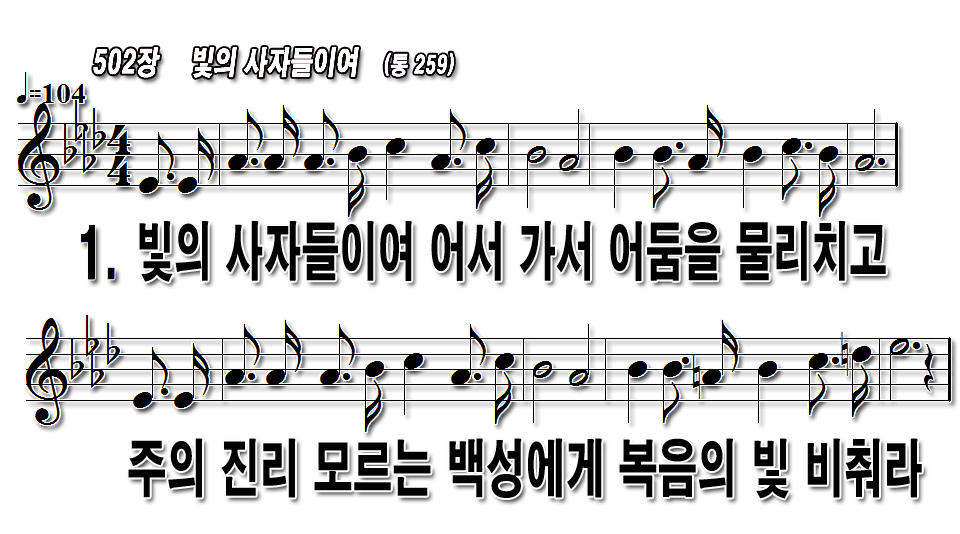 502장 빛의 사자들이여 (통 259)
♩=104
4
4
1. 빛의 사자들이여 어서 가서 어둠을 물리치고
주의 진리 모르는 백성에게 복음의 빛 비춰라